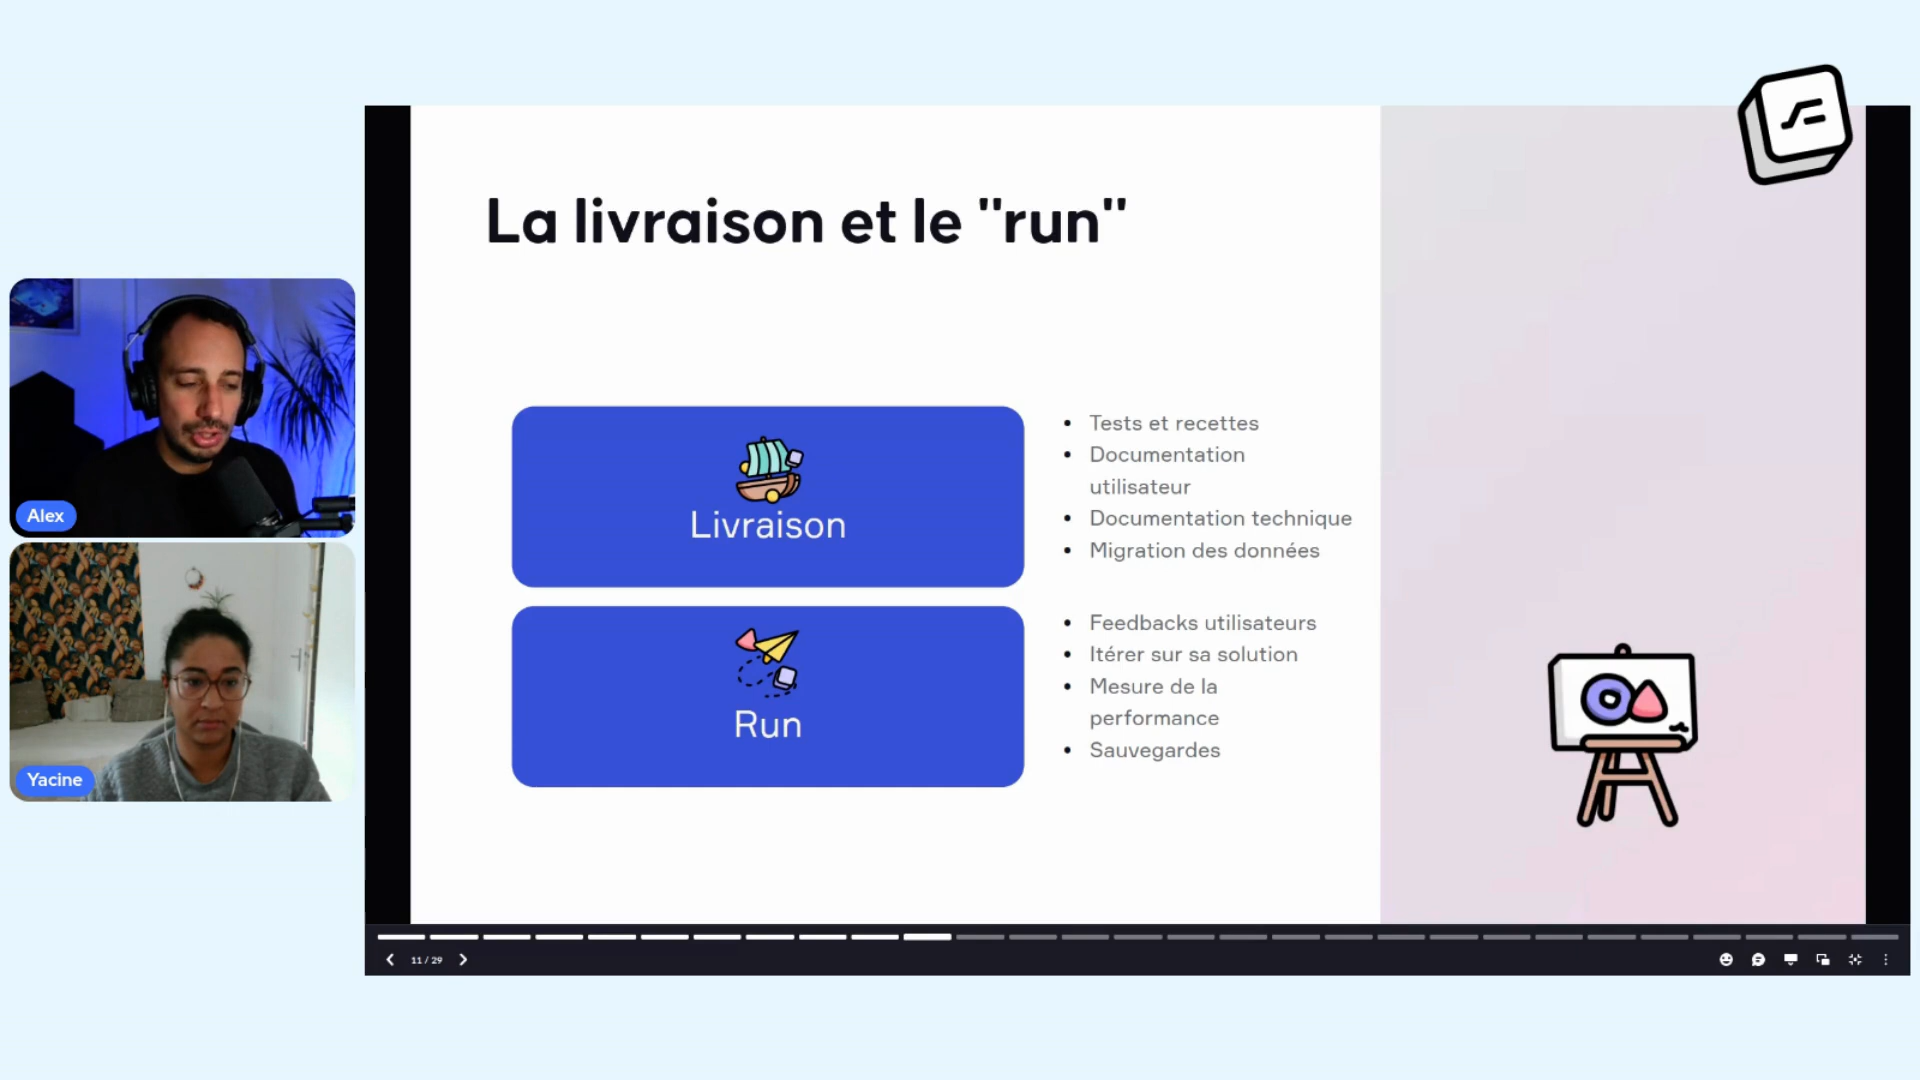 La livraison et le "run"
Livraison
• Tests et recettes
• Documentation
utilisateur
• Documentation technique
• Migration des données
Run
• Feedbacks utilisateurs
• Itérer sur sa solution
• Mesure de la
performance
• Sauvegardes
Alex
Yacine
11 / 29